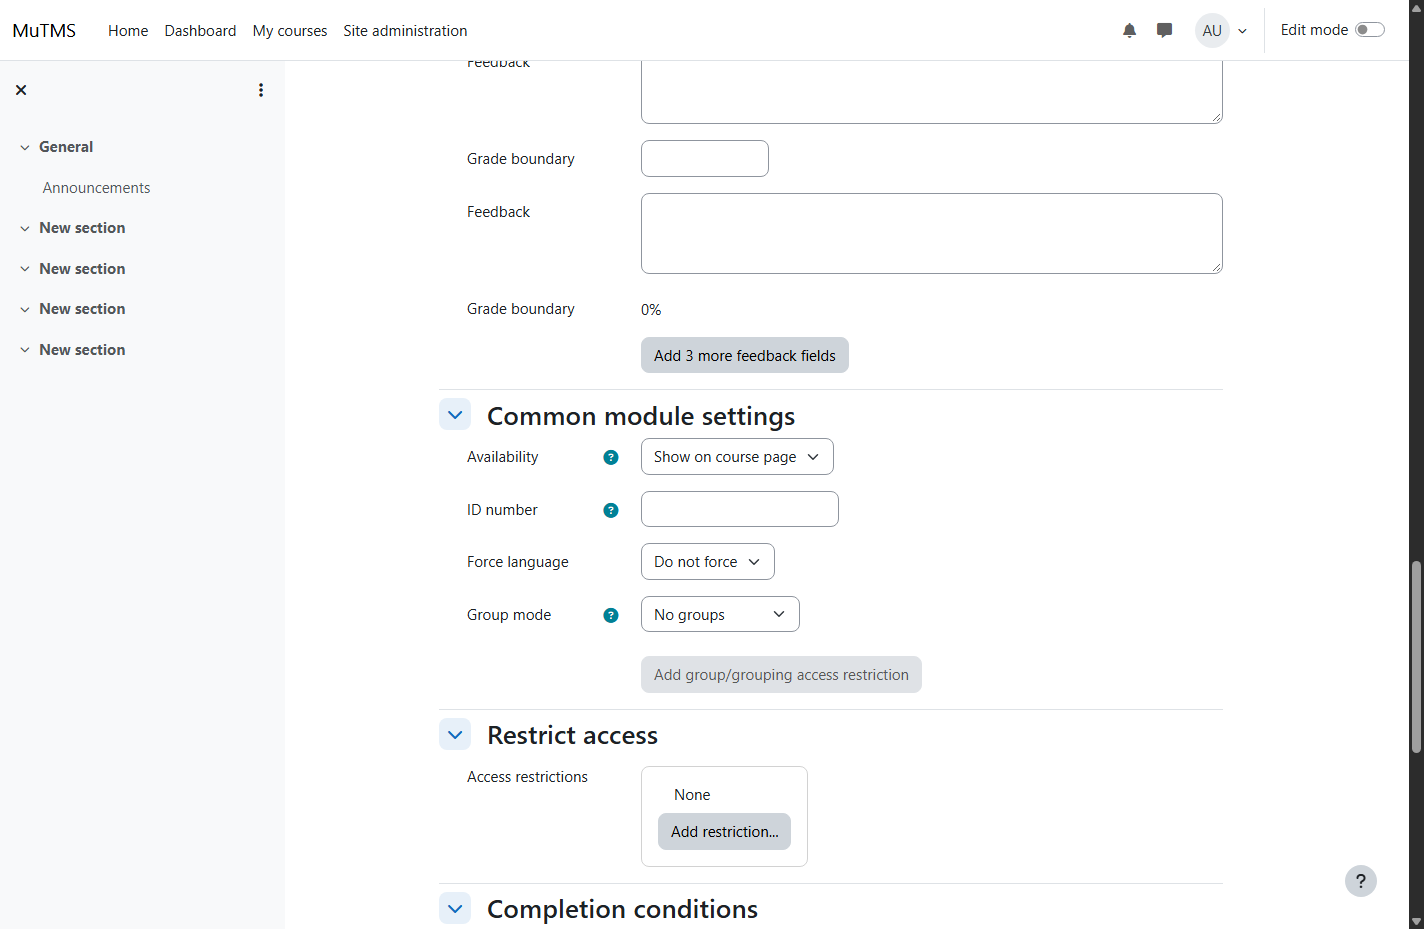 MuTMS
Home
Dashboard
My courses
Site administration
AU
Edit mode
General
Announcements
New section
New section
New section
New section
Feedback
Grade boundary
Feedback
Grade boundary
0%
Add 3 more feedback fields
Common module settings
Availability
?
Show on course page
ID number
?
Force language
Do not force
Group mode
?
No groups
Add group/grouping access restriction
Restrict access
Access restrictions
None
Add restriction...
?
Completion conditions